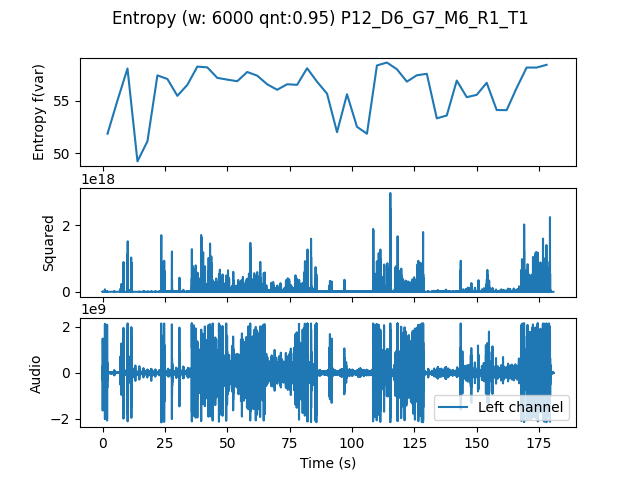 Entropy (w: 6000 qnt:0.95) P12_D6_G7_M6_R1_T1
Entropy f(var)
55
50
1e18
Squared
2
0
1e9
Audio
2
0
−2
Left channel
0 25 50 75 100 125 150 175
Time (s)